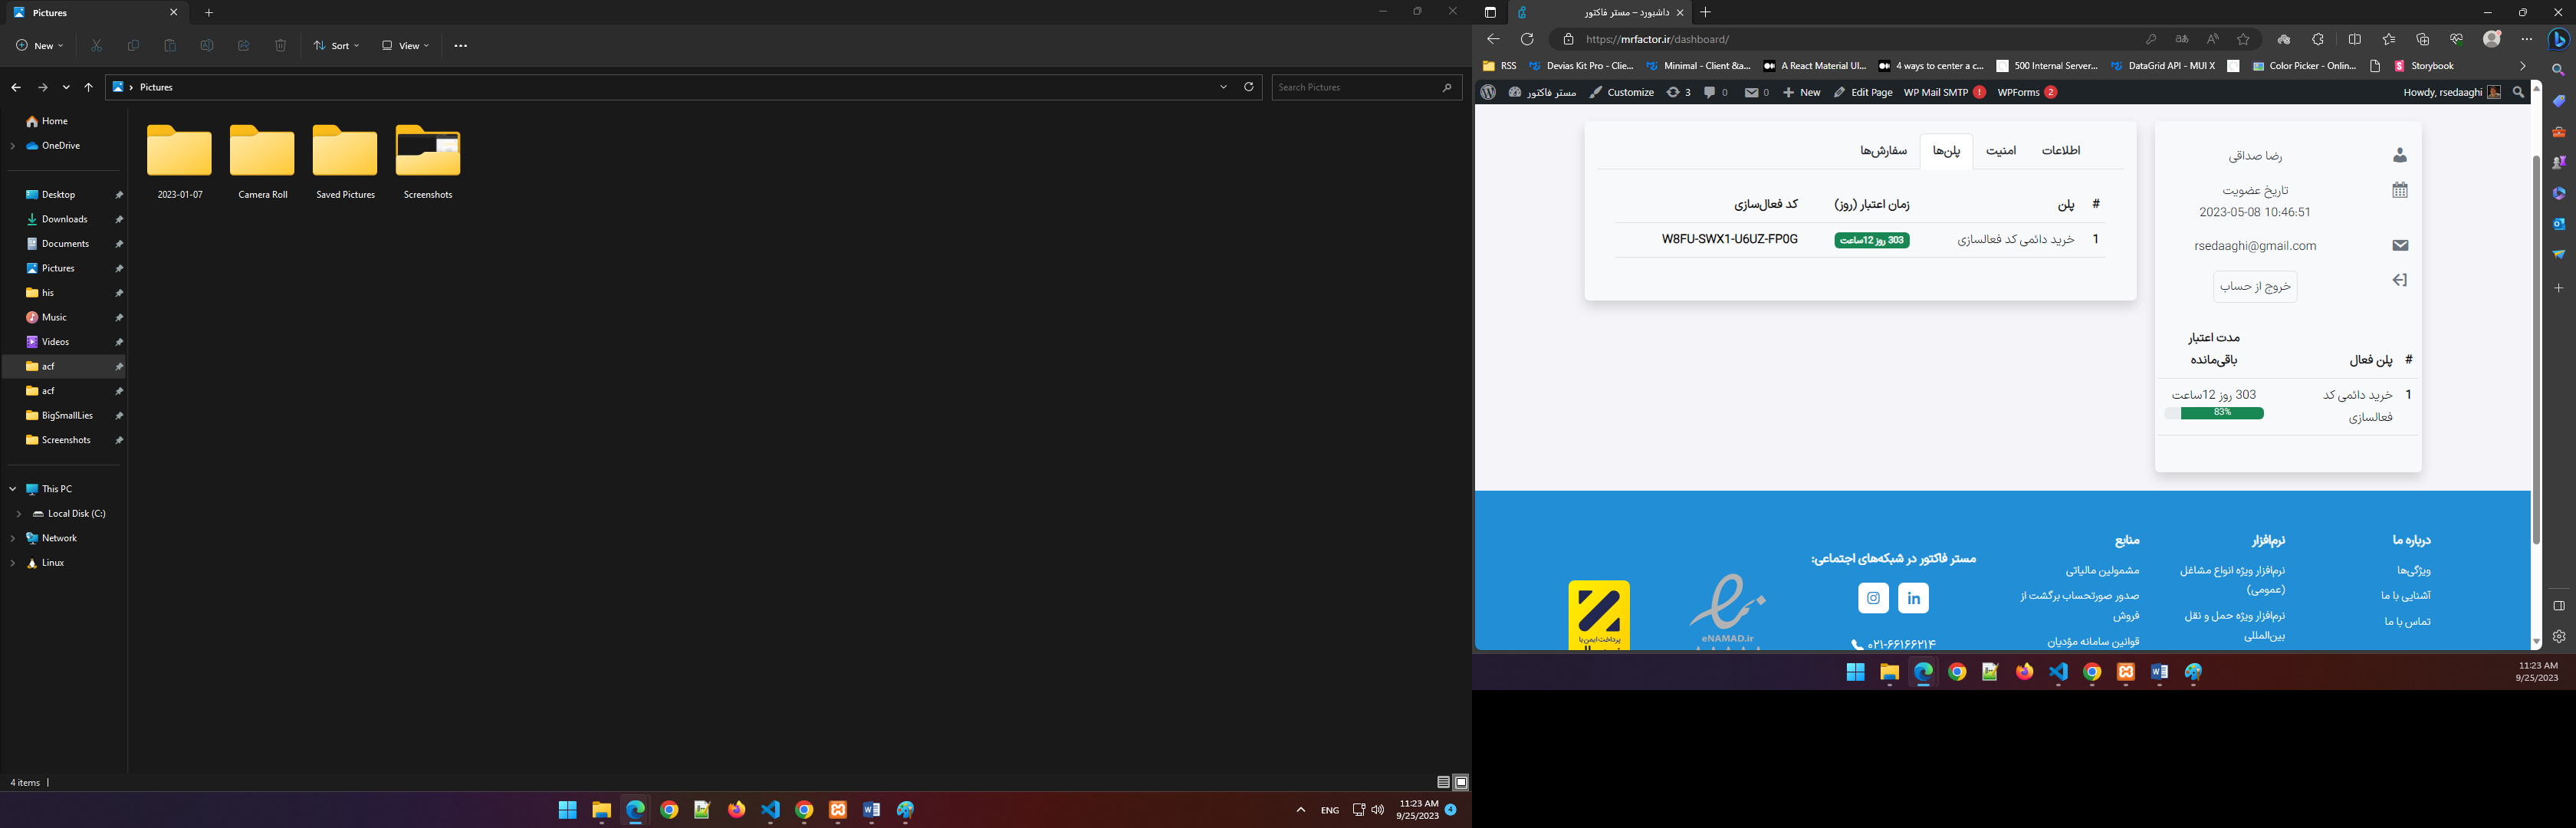 Pictures
New
Sort
View
Pictures
Search Pictures
Home
OneDrive
Desktop
Downloads
Documents
Pictures
his
Music
Videos
acf
acf
BigSmallLies
Screenshots
This PC
Local Disk (C:)
Network
Linux
2023-01-07
Camera Roll
Saved Pictures
Screenshots
4 items
ENG
11:23 AM
9/25/2023
4
داشبورد – مستر فاکتور
https://mrfactor.ir/dashboard/
RSS
Devias Kit Pro - Clie...
Minimal - Client &a...
A React Material UI...
4 ways to center a c...
500 Internal Server...
DataGrid API - MUI X
Color Picker - Onlin...
Storybook
مستر فاکتور
Customize
3
0
0
New
Edit Page
WP Mail SMTP !
WPForms 2
Howdy, rsedaaghi
اطلاعات
امنیت
پلن‌ها
سفارش‌ها
# پلن زمان اعتبار (روز) کد فعال‌سازی
1 خرید دائمی کد فعالسازی 303 روز 12ساعت W8FU-SWX1-U6UZ-FP0G
رضا صداقی
تاریخ عضویت
2023-05-08 10:46:51
rsedaaghi@gmail.com
خروج از حساب
# پلن فعال مدت اعتبار
باقی‌مانده
1 خرید دائمی کد
فعالسازی
303 روز 12ساعت
83%
درباره ما
ویژگی‌ها
آشنایی با ما
تماس با ما
نرم‌افزار
نرم‌افزار ویژه انواع مشاغل
(عمومی)
نرم‌افزار ویژه حمل و نقل
بین‌المللی
منابع
مشمولین مالیاتی
صدور صورتحساب برگشت از
فروش
قوانین سامانه مؤدیان
مستر فاکتور در شبکه‌های اجتماعی:
۰۲۱-۶۶۱۶۶۲۱۴
eNAMAD.ir
پرداخت ایمن با
11:23 AM
9/25/2023